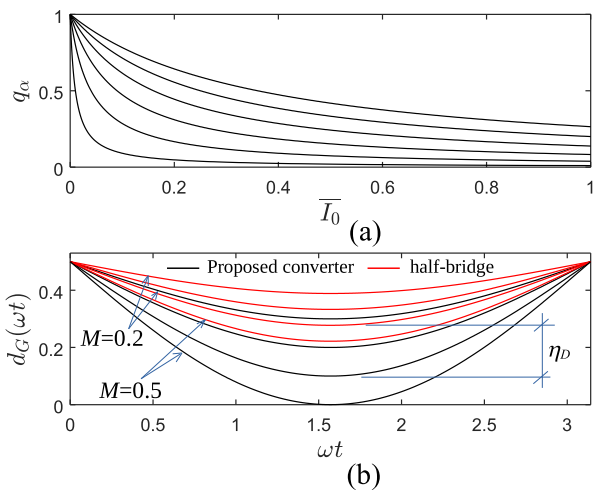 1
0.5
0
q_α
0 0.2 0.4 0.6 0.8 1
\overline{I_0}
(a)
Proposed converter half-bridge
0.4
0.2
0
d_G(ωt)
M=0.2
M=0.5
η_D
0 0.5 1 1.5 2 2.5 3
ωt
(b)